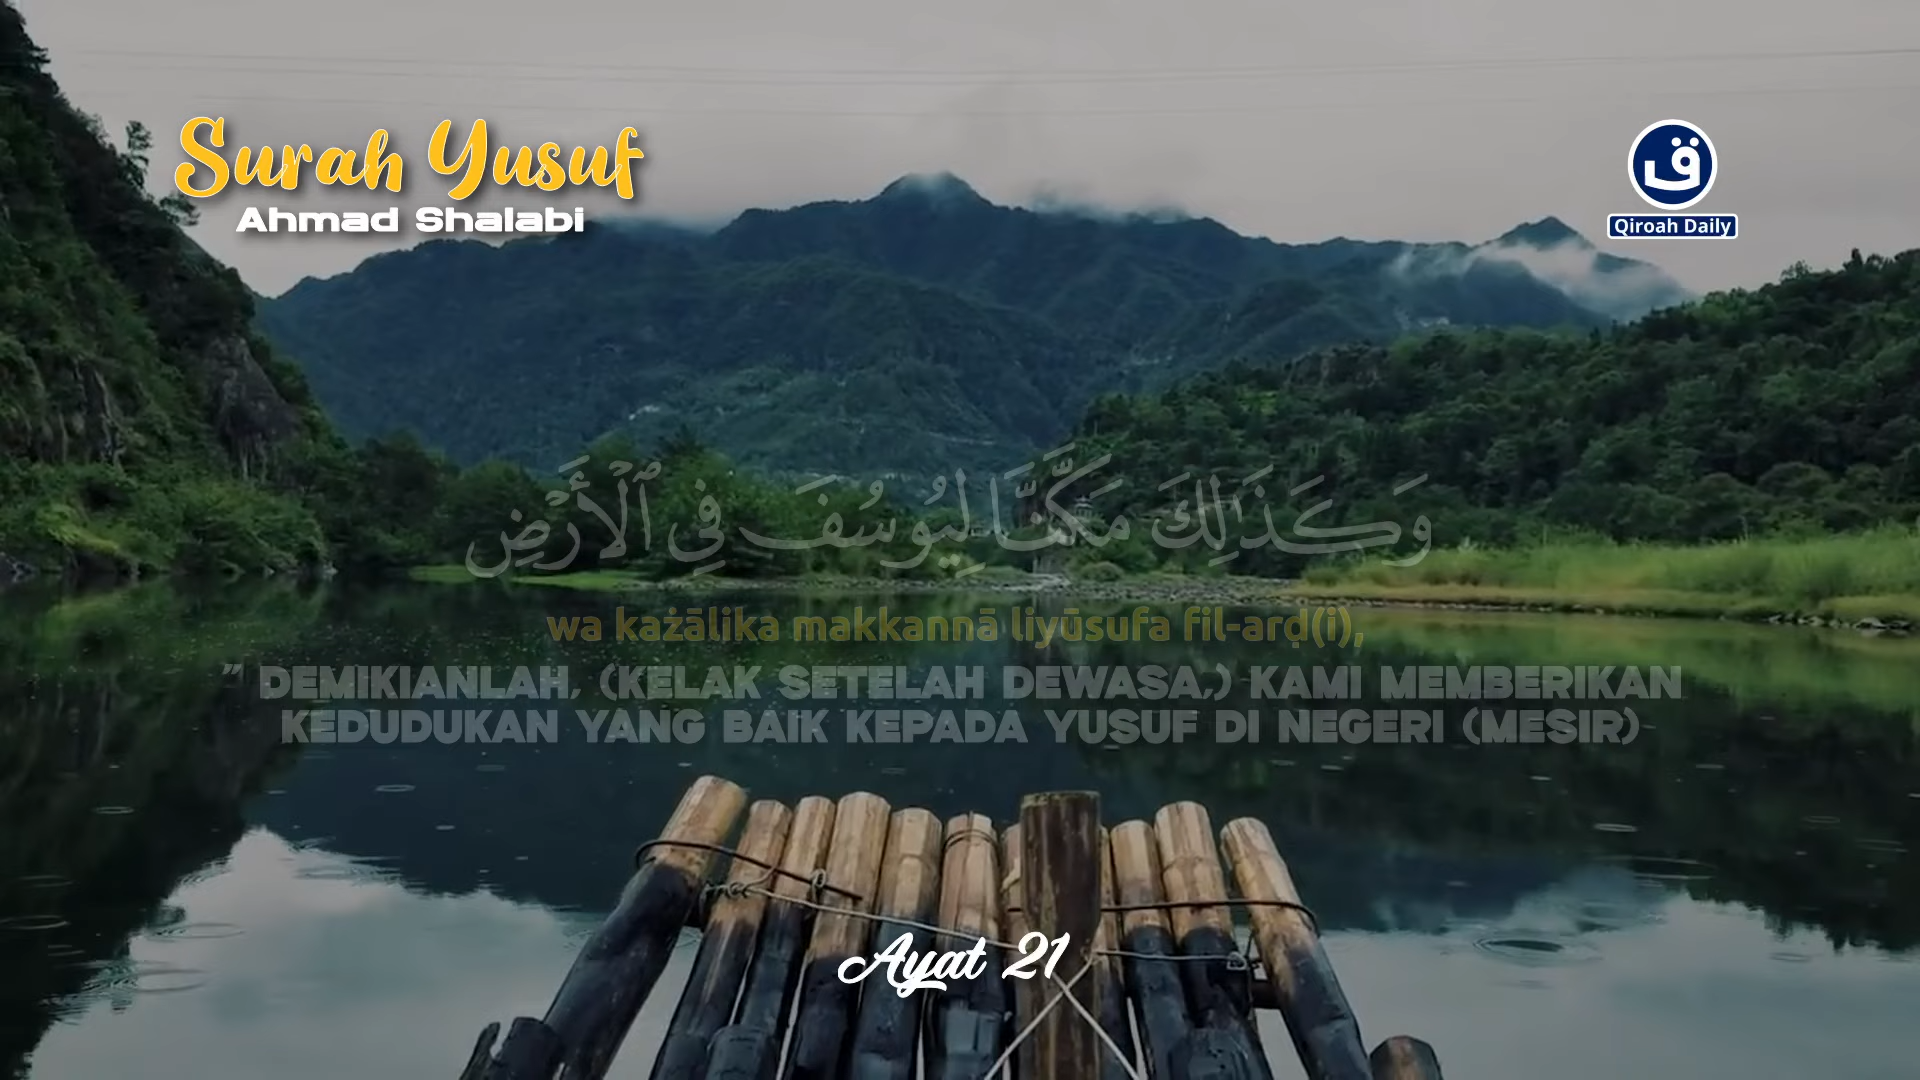 Surah Yusuf
Ahmad Shalabi
ق
Qiroah Daily
وَكَذَٰلِكَ مَكَّنَّا لِيُوسُفَ فِى ٱلْأَرْضِ
wa każālika makkannā liyūsufa fil-arḍ(i),
” DEMIKIANLAH, (KELAK SETELAH DEWASA,) KAMI MEMBERIKAN
KEDUDUKAN YANG BAIK KEPADA YUSUF DI NEGERI (MESIR)
Ayat 21